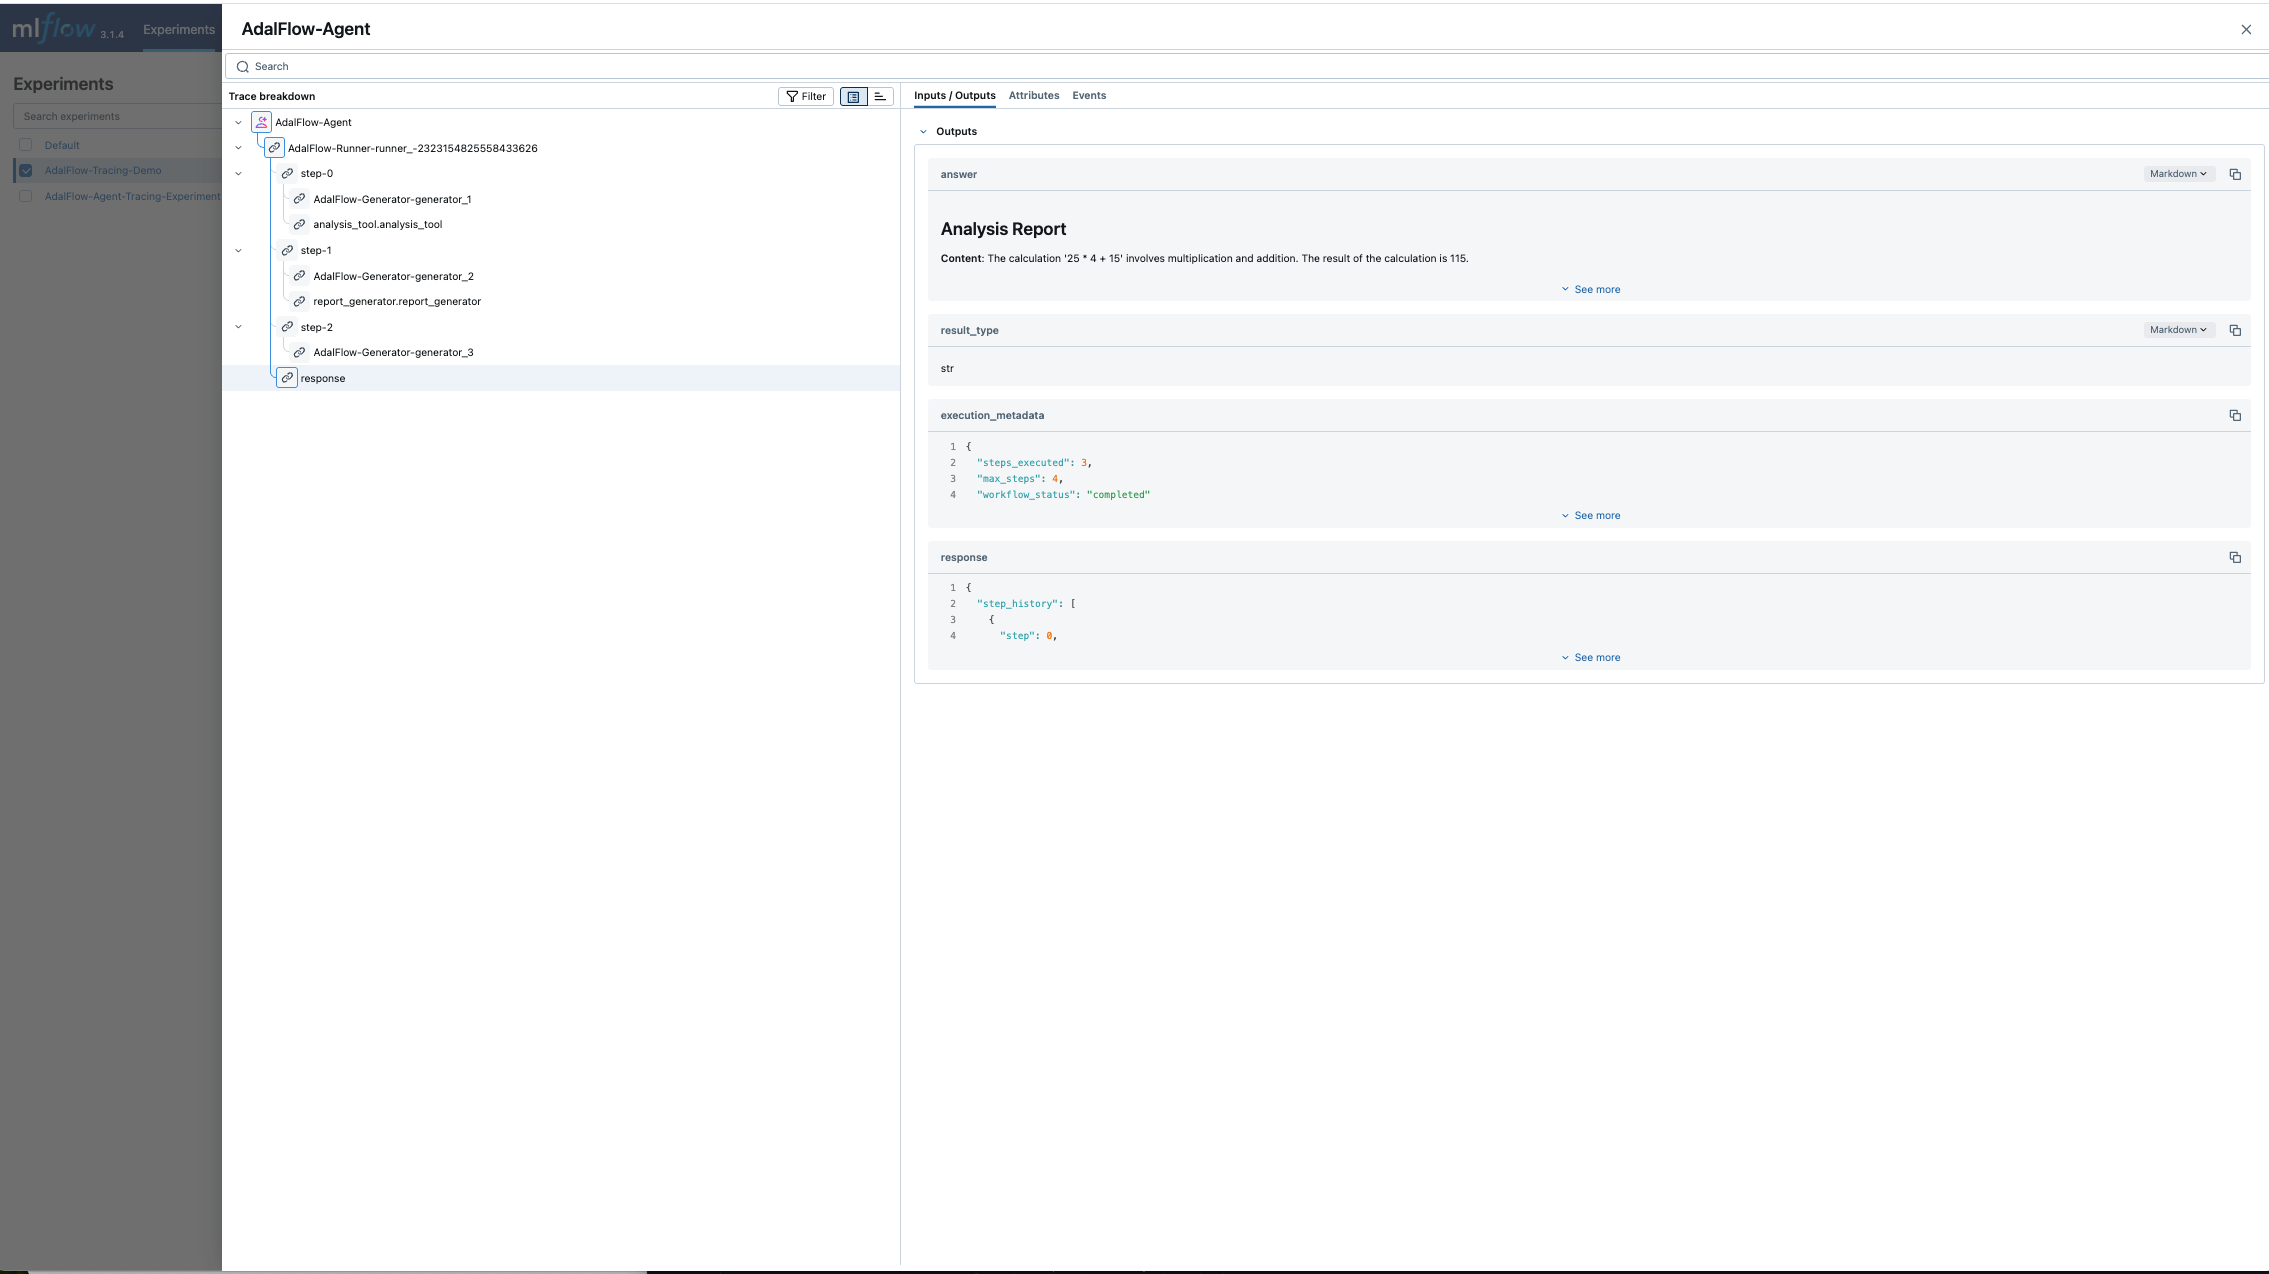 mlflow 3.1.4 Experiments
Experiments
Search experiments
Default
AdalFlow-Tracing-Demo
AdalFlow-Agent-Tracing-Experiment
AdalFlow-Agent
Search
Trace breakdown
Filter
AdalFlow-Agent
AdalFlow-Runner-runner_-2323154825558433626
step-0
AdalFlow-Generator-generator_1
analysis_tool.analysis_tool
step-1
AdalFlow-Generator-generator_2
report_generator.report_generator
step-2
AdalFlow-Generator-generator_3
response
Inputs / Outputs Attributes Events
Outputs
answer Markdown
Analysis Report
Content: The calculation '25 * 4 + 15' involves multiplication and addition. The result of the calculation is 115.
See more
result_type Markdown
str
execution_metadata
1 {
2 "steps_executed": 3,
3 "max_steps": 4,
4 "workflow_status": "completed"
See more
response
1 {
2 "step_history": [
3 {
4 "step": 0,
See more